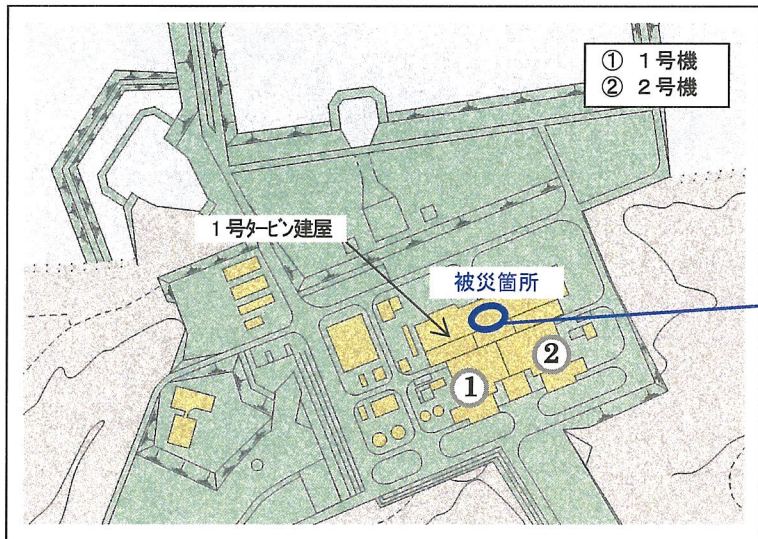 ① 1号機
② 2号機
1号タービン建屋
被災箇所
②
①